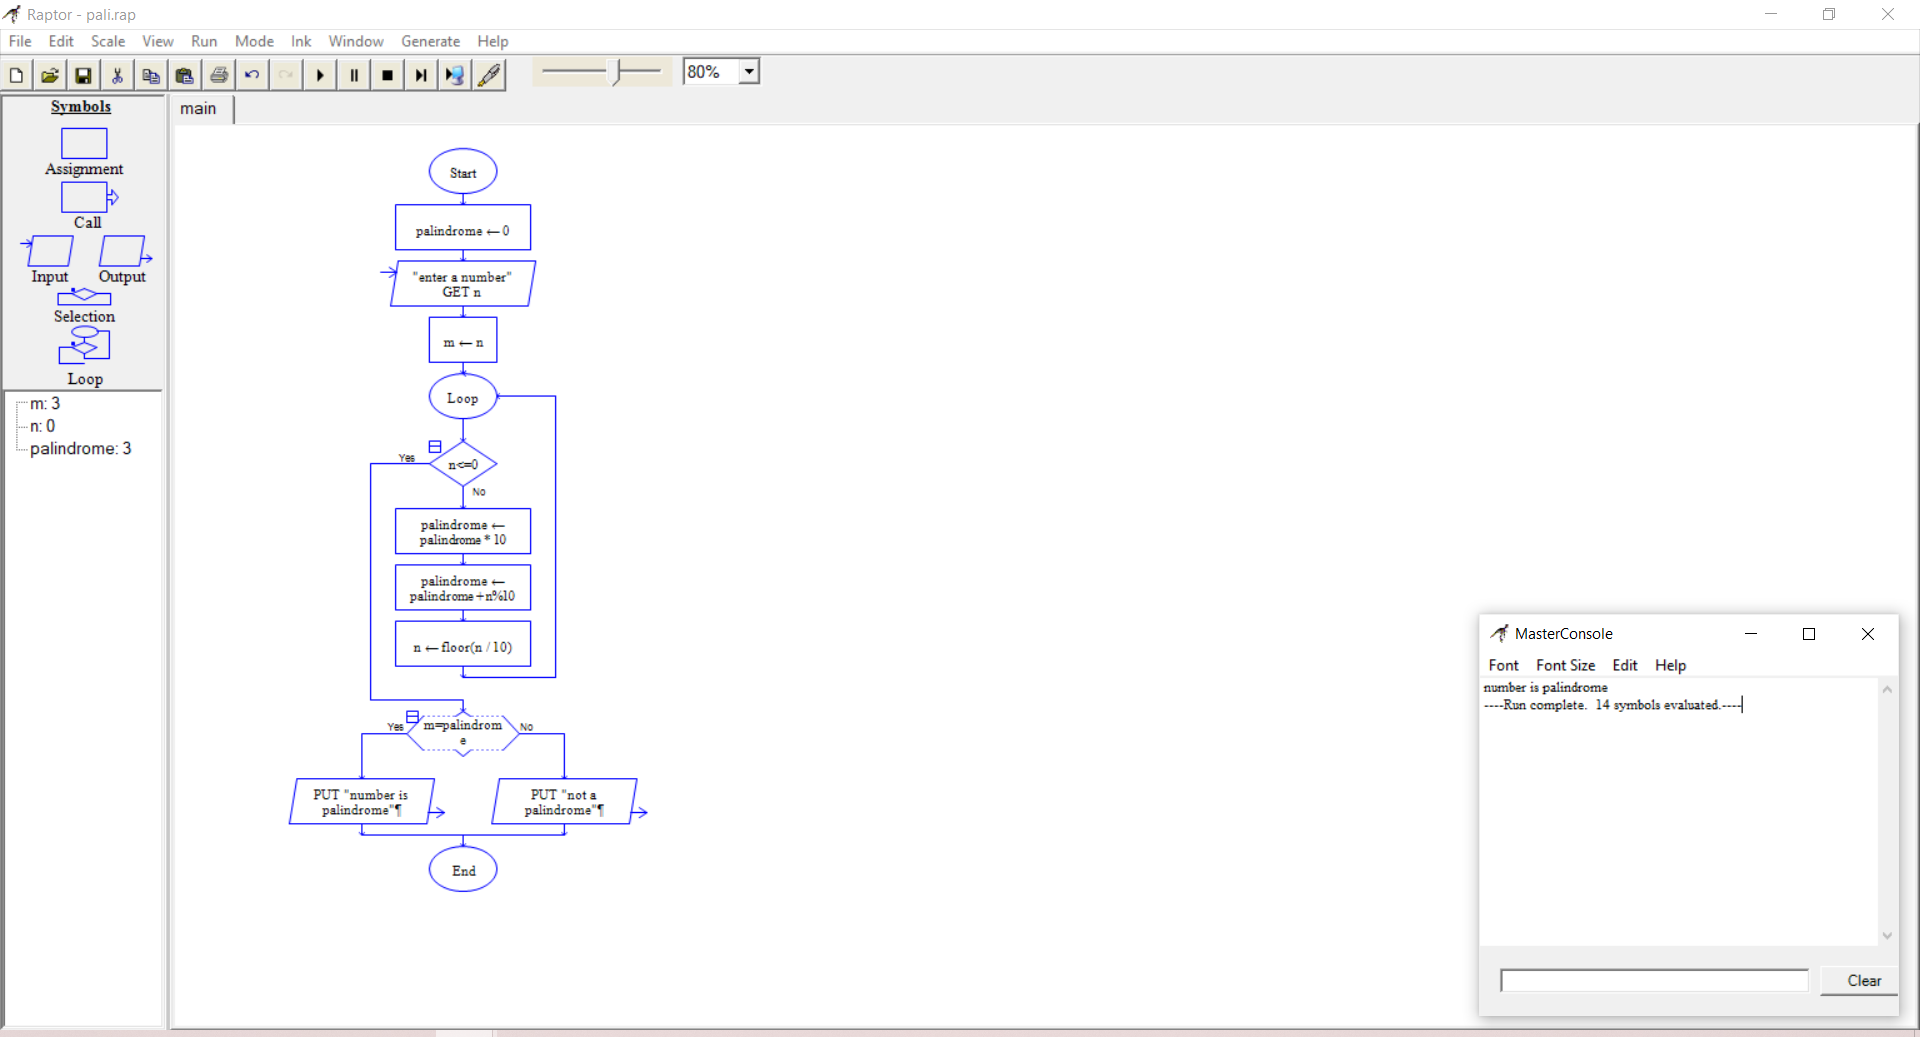 Raptor - pali.rap
File Edit Scale View Run Mode Ink Window Generate Help
80%
Symbols
Assignment
Call
Input Output
Selection
Loop
m: 3
n: 0
palindrome: 3
main
Start
palindrome ← 0
"enter a number"
GET n
m ← n
Loop
Yes
n<=0
No
palindrome ←
palindrome * 10
palindrome ←
palindrome+n%10
n ← floor(n / 10)
Yes
m=palindrom
e
No
PUT "number is
palindrome"¶
PUT "not a
palindrome"¶
End
MasterConsole
Font Font Size Edit Help
number is palindrome
----Run complete.  14 symbols evaluated.----
Clear